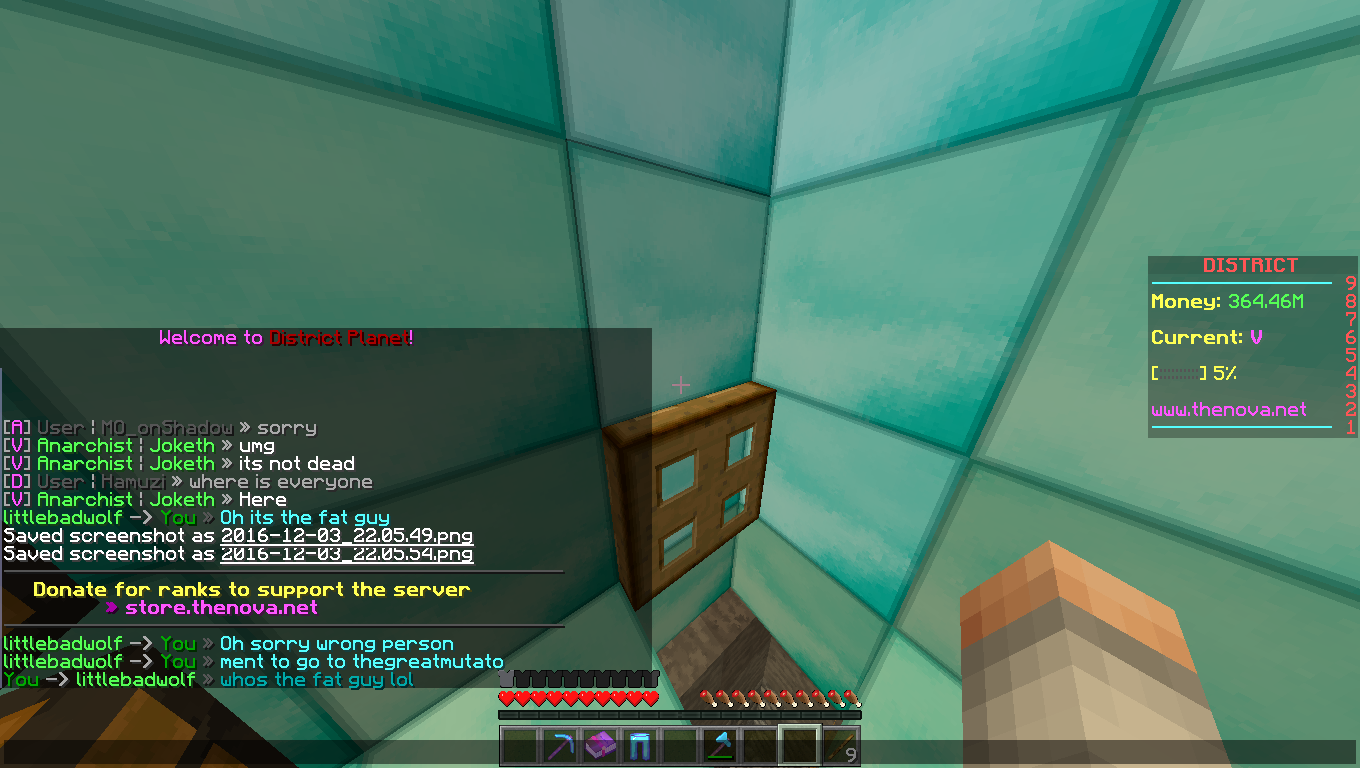 Welcome to District Planet!
[A] User ¦ MO_onShadow » sorry
[V] Anarchist ¦ Joketh » umg
[V] Anarchist ¦ Joketh » its not dead
[D] User ¦ Hamuzi » where is everyone
[V] Anarchist ¦ Joketh » Here
littlebadwolf -> You » Oh its the fat guy
Saved screenshot as 2016-12-03_22.05.49.png
Saved screenshot as 2016-12-03_22.05.54.png
Donate for ranks to support the server
» store.thenova.net
littlebadwolf -> You » Oh sorry wrong person
littlebadwolf -> You » ment to go to thegreatmutato
You -> littlebadwolf » whos the fat guy lol
DISTRICT
9
Money: 364.46M 8
7
Current: V 6
5
[::::::::::] 5% 4
3
www.thenova.net 2
1
9